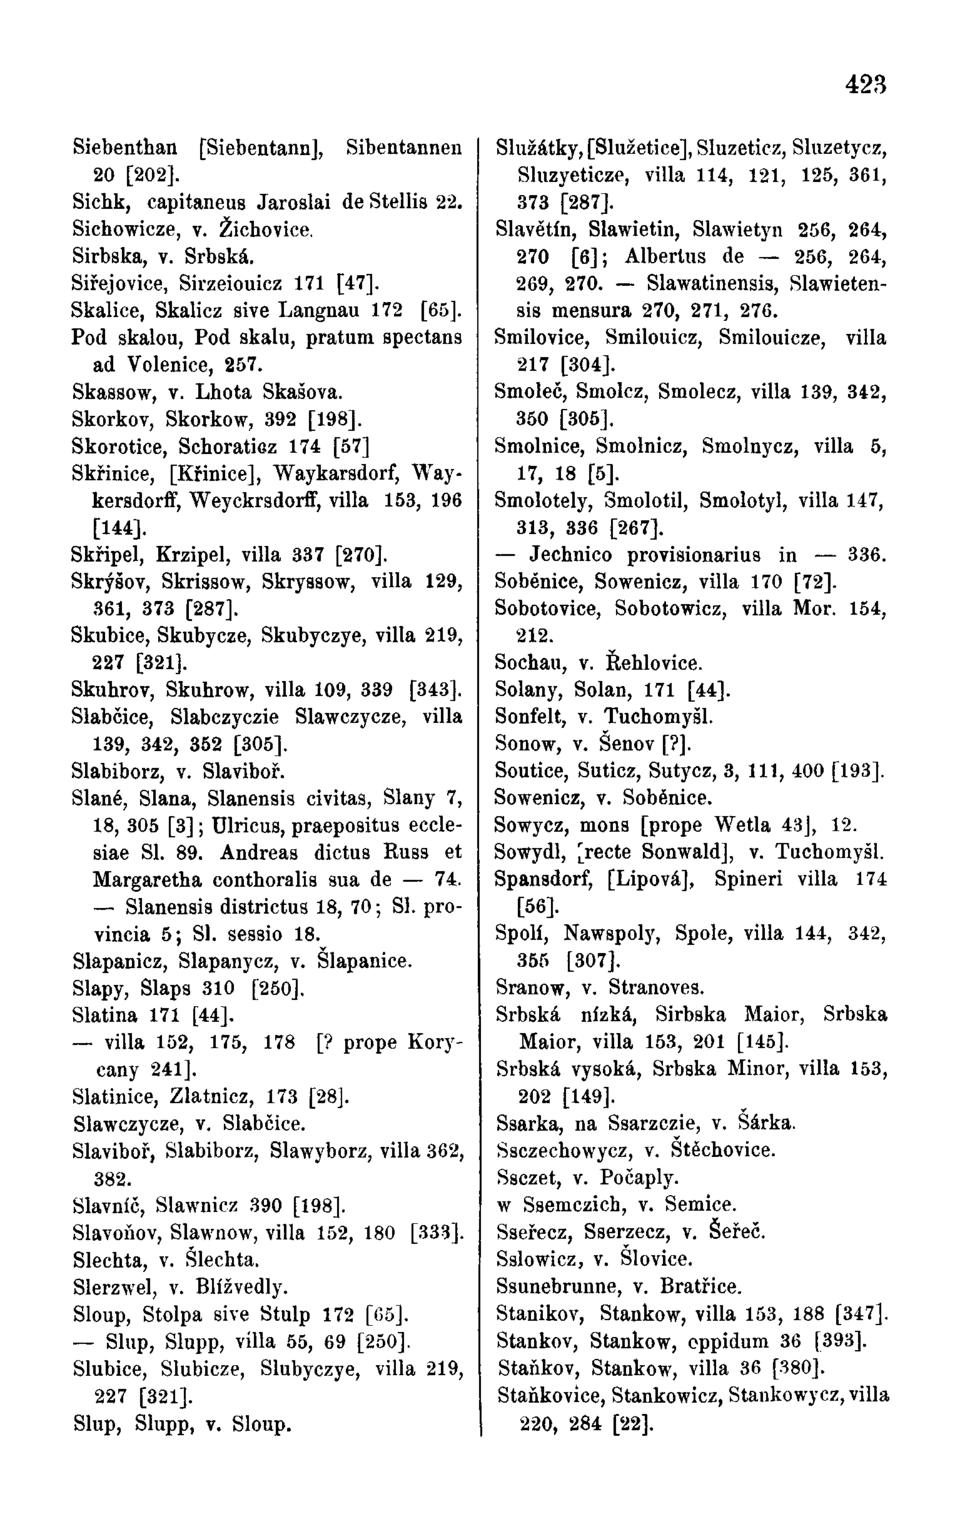 423
Siebenthan [Siebentann], Sibentannen
20 [202].
Sichk, capitaneus Jaroslai de Stellis 22.
Sichowicze, v. Žichovice.
Sirbska, v. Srbská.
Siřejovice, Sirzeiouicz 171 [47].
Skalice, Skalicz sive Langnau 172 [65].
Pod skalou, Pod skalu, pratum spectans
ad Volenice, 257.
Skassow, v. Lhota Skašova.
Skorkov, Skorkow, 392 [198].
Skorotice, Schoraticz 174 [57]
Skřinice, [Křinice], Waykarsdorf, Way-
kersdorff, Weyckrsdorff, villa 153, 196
[144].
Skřipel, Krzipel, villa 337 [270].
Skrýšov, Skrissow, Skryssow, villa 129,
361, 373 [287].
Skubice, Skubycze, Skubyczye, villa 219,
227 [321].
Skuhrov, Skuhrow, villa 109, 339 [343].
Slabčice, Slabczyczie Slawczycze, villa
139, 342, 352 [305].
Slabiborz, v. Slaviboř.
Slané, Slana, Slanensis civitas, Slany 7,
18, 305 [3]; Ulricus, praepositus eccle-
siae Sl. 89. Andreas dictus Russ et
Margaretha conthoralis sua de — 74.
— Slanensis districtus 18, 70; Sl. pro-
vincia 5; Sl. sessio 18.
Slapanicz, Slapanycz, v. Šlapanice.
Slapy, Slaps 310 [250].
Slatina 171 [44].
— villa 152, 175, 178 [? prope Kory-
cany 241].
Slatinice, Zlatnicz, 173 [28].
Slawczycze, v. Slabčice.
Slaviboř, Slabiborz, Slawyborz, villa 362,
382.
Slavníč, Slawnicz 390 [198].
Slavoňov, Slawnow, villa 152, 180 [333].
Slechta, v. Šlechta.
Slerzwel, v. Blížvedly.
Sloup, Stolpa sive Stulp 172 [65].
— Slup, Slupp, villa 55, 69 [250].
Slubice, Slubicze, Slubyczye, villa 219,
227 [321].
Slup, Slupp, v. Sloup.
Služátky, [Služetice], Sluzeticz, Sluzetycz,
Sluzyeticze, villa 114, 121, 125, 361,
373 [287].
Slavětín, Slawietin, Slawietyn 256, 264,
270 [6]; Albertus de — 256, 264,
269, 270. — Slawatinensis, Slawieten-
sis mensura 270, 271, 276.
Smilovice, Smilouicz, Smilouicze, villa
217 [304].
Smoleč, Smolcz, Smolecz, villa 139, 342,
350 [305].
Smolnice, Smolnicz, Smolnycz, villa 5,
17, 18 [5].
Smolotely, Smolotil, Smolotyl, villa 147,
313, 336 [267].
— Jechnico provisionarius in — 336.
Soběnice, Sowenicz, villa 170 [72].
Sobotovice, Sobotowicz, villa Mor. 154,
212.
Sochau, v. Řehlovice.
Solany, Solan, 171 [44].
Sonfelt, v. Tuchomyšl.
Sonow, v. Šenov [?].
Soutice, Suticz, Sutycz, 3, 111, 400 [193].
Sowenicz, v. Soběnice.
Sowycz, mons [prope Wetla 43], 12.
Sowydl, [recte Sonwald], v. Tuchomyšl.
Spansdorf, [Lipová], Spineri villa 174
[56].
Spolí, Nawspoly, Spole, villa 144, 342,
355 [307].
Sranow, v. Stranoves.
Srbská nízká, Sirbska Maior, Srbska
Maior, villa 153, 201 [145].
Srbská vysoká, Srbska Minor, villa 153,
202 [149].
Ssarka, na Ssarzczie, v. Šárka.
Ssczechowycz, v. Štěchovice.
Ssczet, v. Počaply.
w Ssemczich, v. Semice.
Sseřecz, Sserzecz, v. Šeřeč.
Sslowicz, v. Šlovice.
Ssunebrunne, v. Bratřice.
Stanikov, Stankow, villa 153, 188 [347].
Stankov, Stankow, oppidum 36 [393].
Staňkov, Stankow, villa 36 [380].
Staňkovice, Stankowicz, Stankowycz, villa
220, 284 [22].